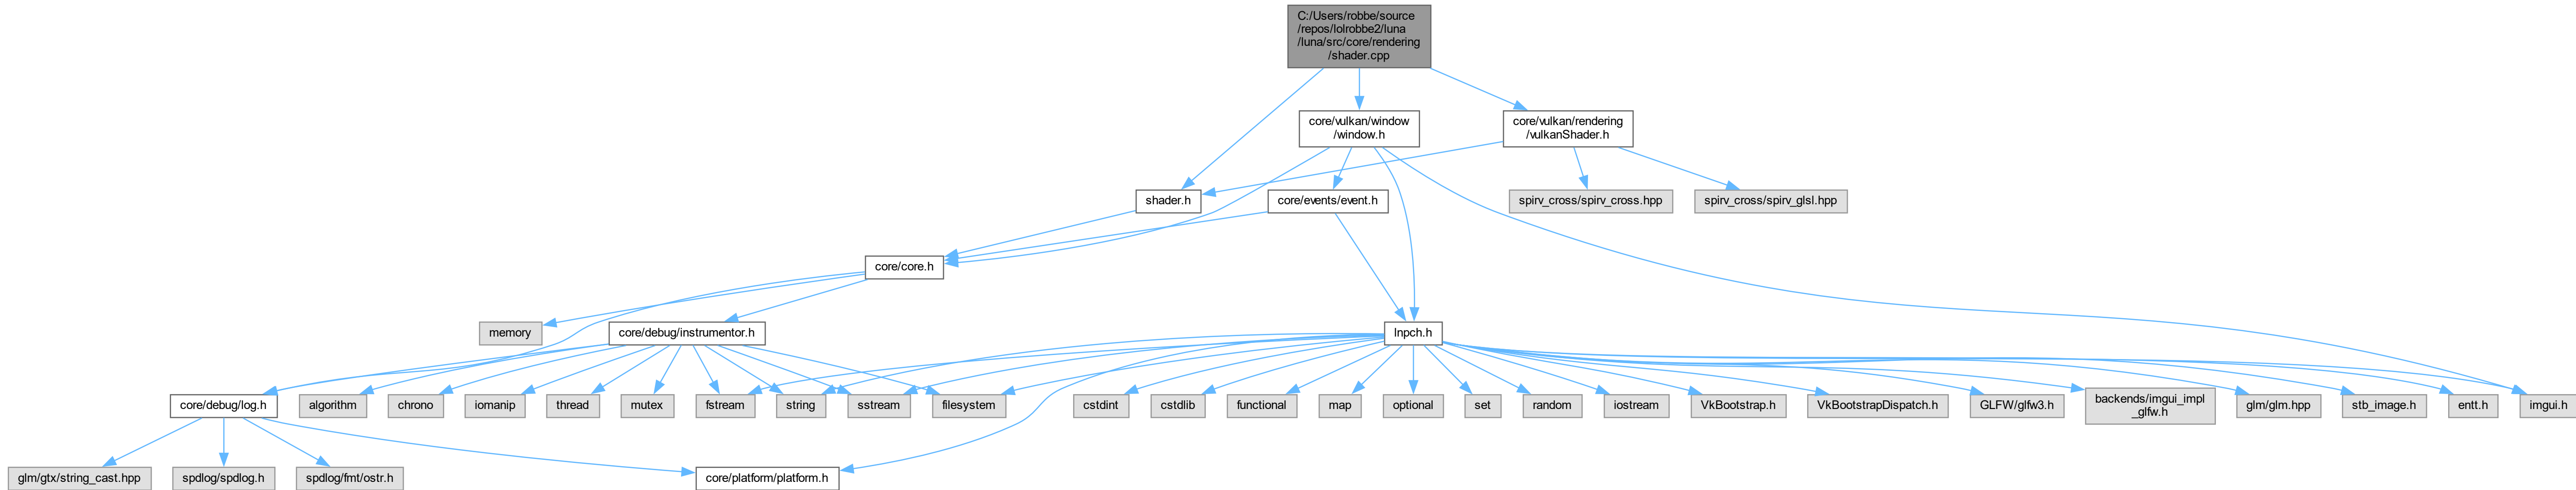 C:/Users/robbe/source
/repos/lolrobbe2/luna
/luna/src/core/rendering
/shader.cpp
core/vulkan/window
/window.h
core/vulkan/rendering
/vulkanShader.h
shader.h
core/events/event.h
spirv_cross/spirv_cross.hpp
spirv_cross/spirv_glsl.hpp
core/core.h
memory
core/debug/instrumentor.h
lnpch.h
core/debug/log.h
algorithm
chrono
iomanip
thread
mutex
fstream
string
sstream
filesystem
cstdint
cstdlib
functional
map
optional
set
random
iostream
VkBootstrap.h
VkBootstrapDispatch.h
GLFW/glfw3.h
backends/imgui_impl
_glfw.h
glm/glm.hpp
stb_image.h
entt.h
imgui.h
glm/gtx/string_cast.hpp
spdlog/spdlog.h
spdlog/fmt/ostr.h
core/platform/platform.h